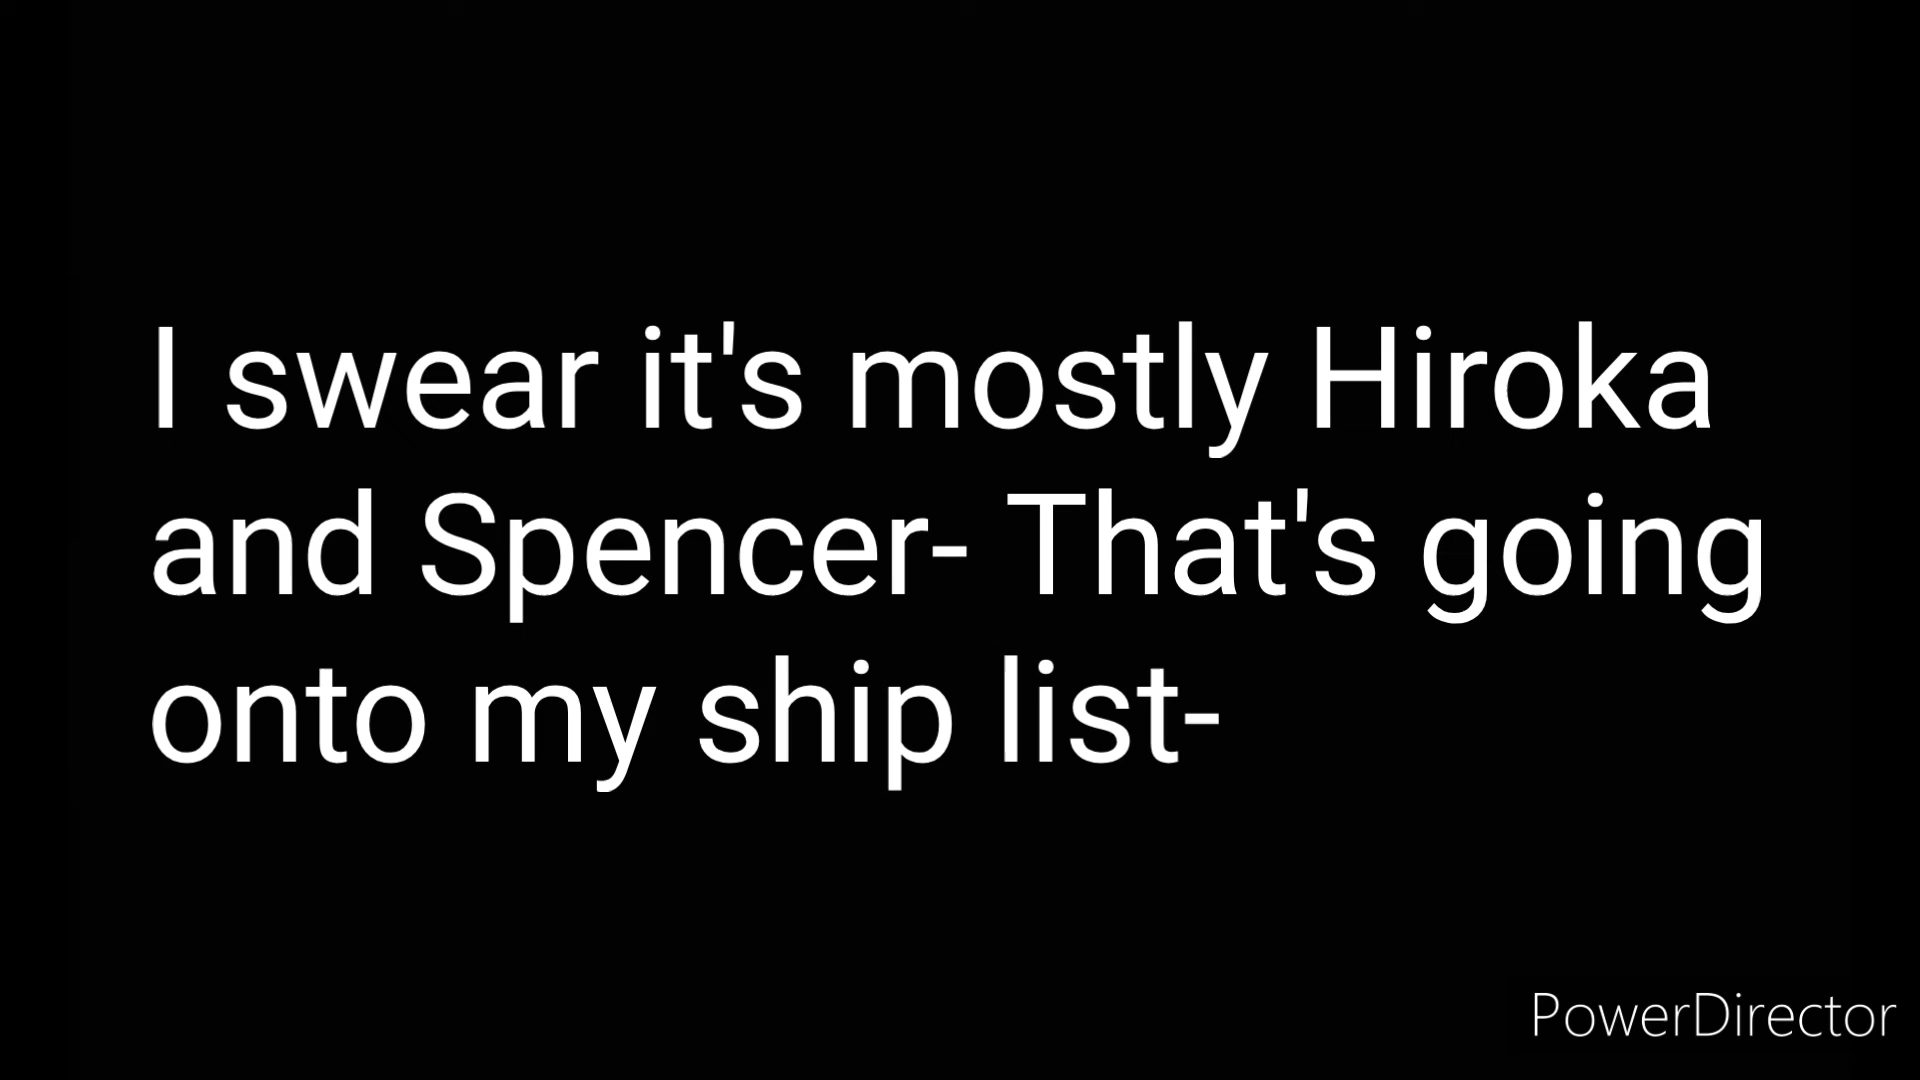 I swear it's mostly Hiroka
and Spencer- That's going
onto my ship list-
PowerDirector